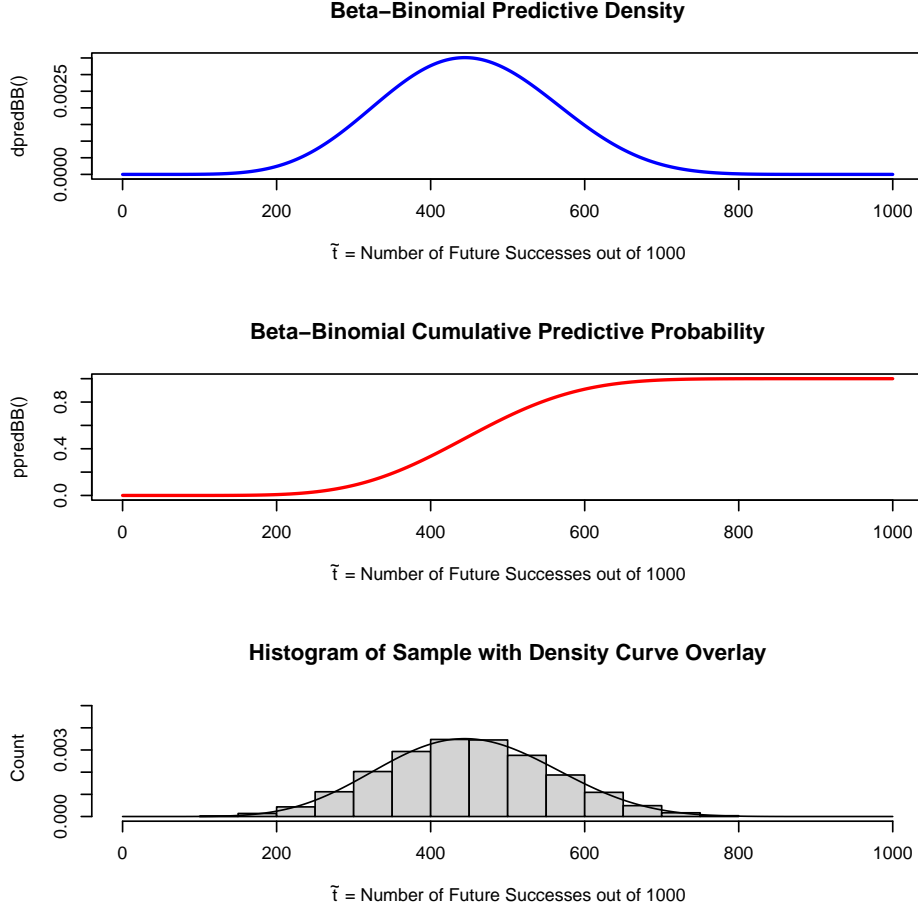 Beta−Binomial Predictive Density
dpredBB()
0.0025
0.0000
0 200 400 600 800 1000
t̃ = Number of Future Successes out of 1000
Beta−Binomial Cumulative Predictive Probability
ppredBB()
0.8
0.4
0.0
0 200 400 600 800 1000
t̃ = Number of Future Successes out of 1000
Histogram of Sample with Density Curve Overlay
Count
0.003
0.000
0 200 400 600 800 1000
t̃ = Number of Future Successes out of 1000